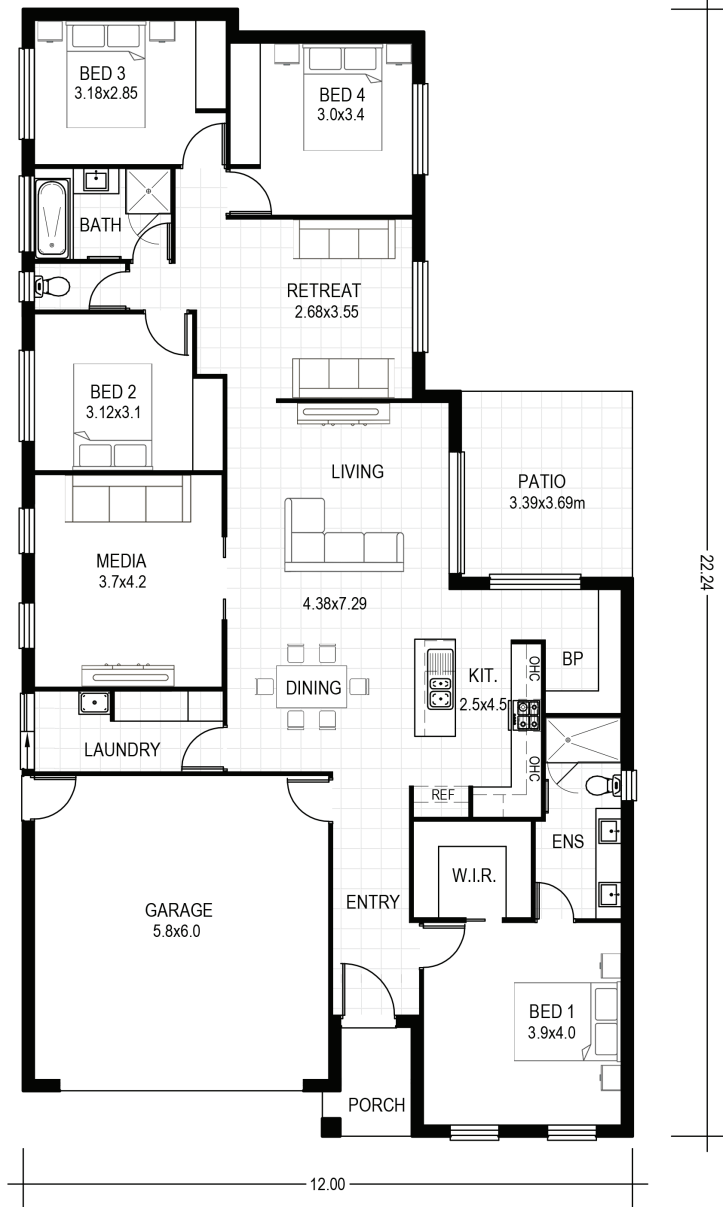 BED 3
3.18x2.85
BED 4
3.0x3.4
BATH
RETREAT
2.68x3.55
BED 2
3.12x3.1
LIVING
PATIO
3.39x3.69m
MEDIA
3.7x4.2
4.38x7.29
22.24
BP
OHC
KIT.
2.5x4.5
DINING
LAUNDRY
OHC
REF
ENS
W.I.R.
ENTRY
GARAGE
5.8x6.0
BED 1
3.9x4.0
PORCH
12.00